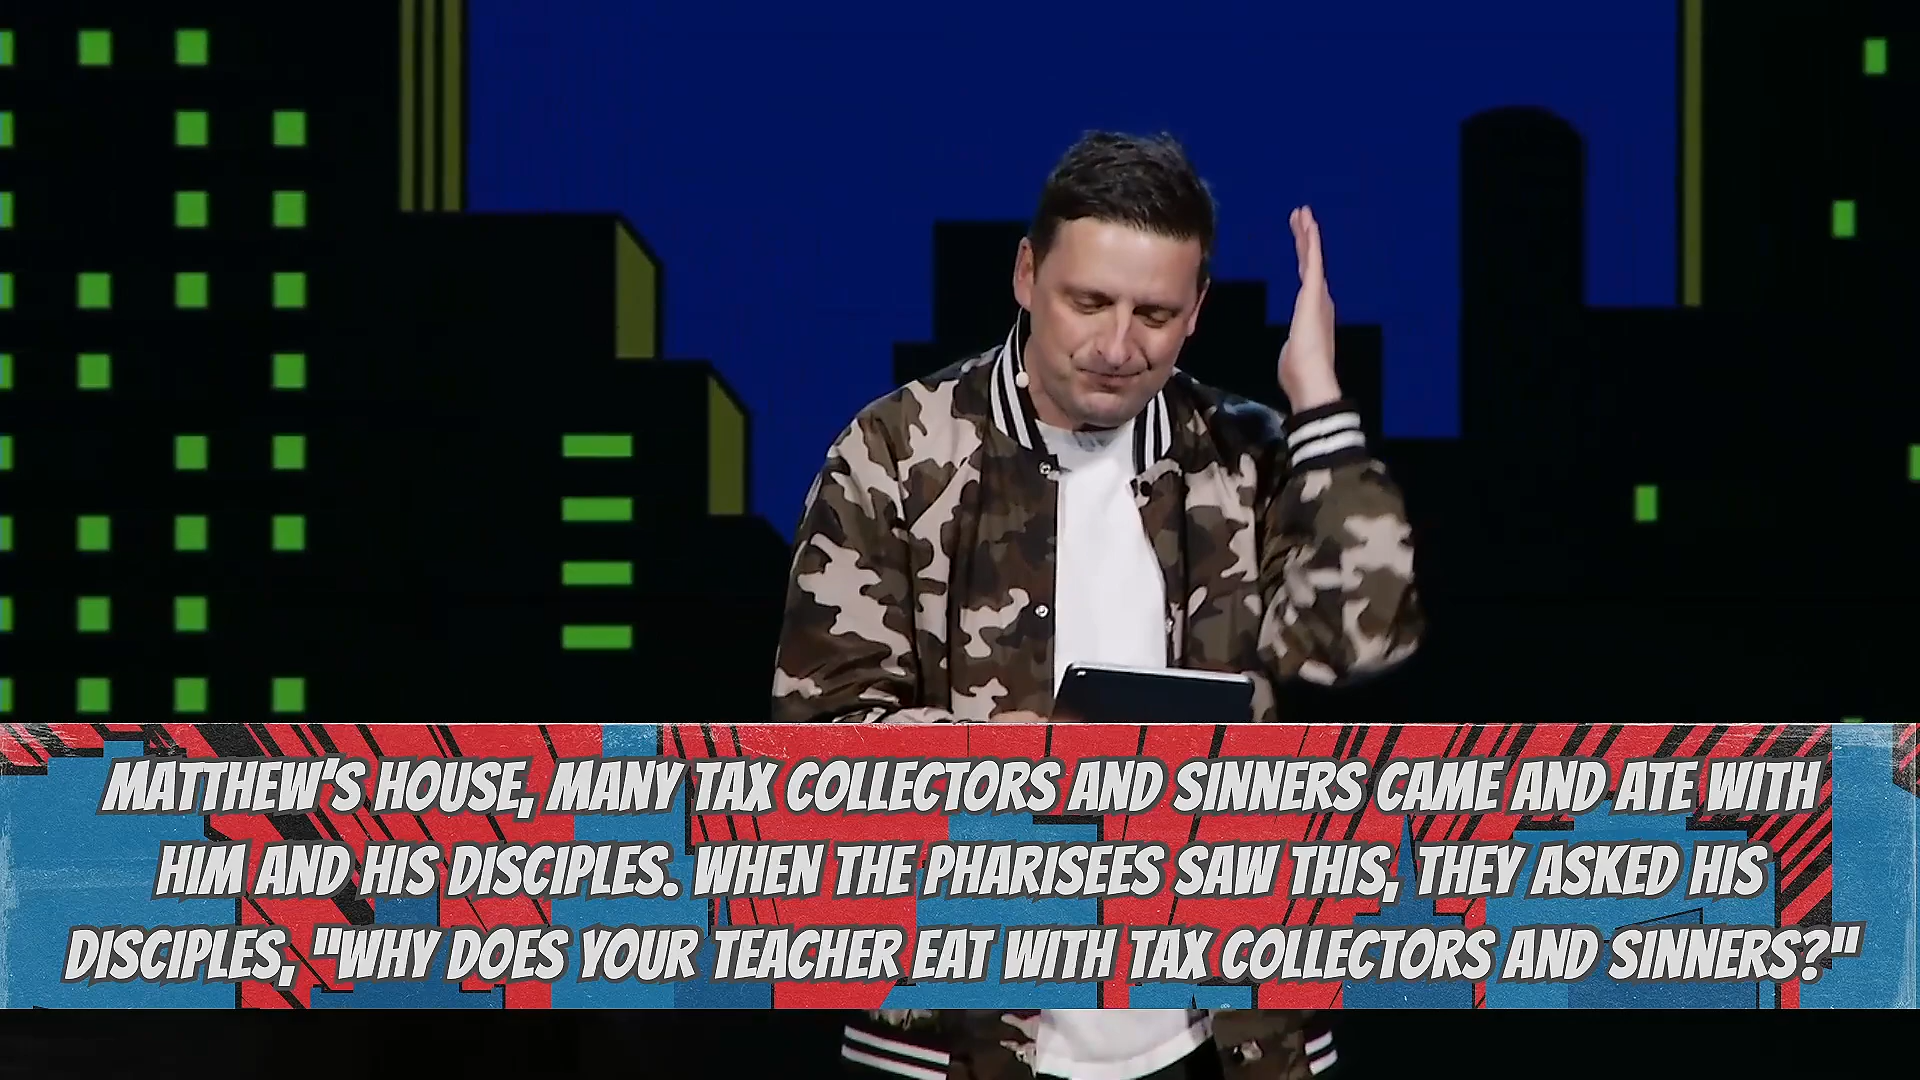 MATTHEW'S HOUSE, MANY TAX COLLECTORS AND SINNERS CAME AND ATE WITH
HIM AND HIS DISCIPLES. WHEN THE PHARISEES SAW THIS, THEY ASKED HIS
DISCIPLES, "WHY DOES YOUR TEACHER EAT WITH TAX COLLECTORS AND SINNERS?"